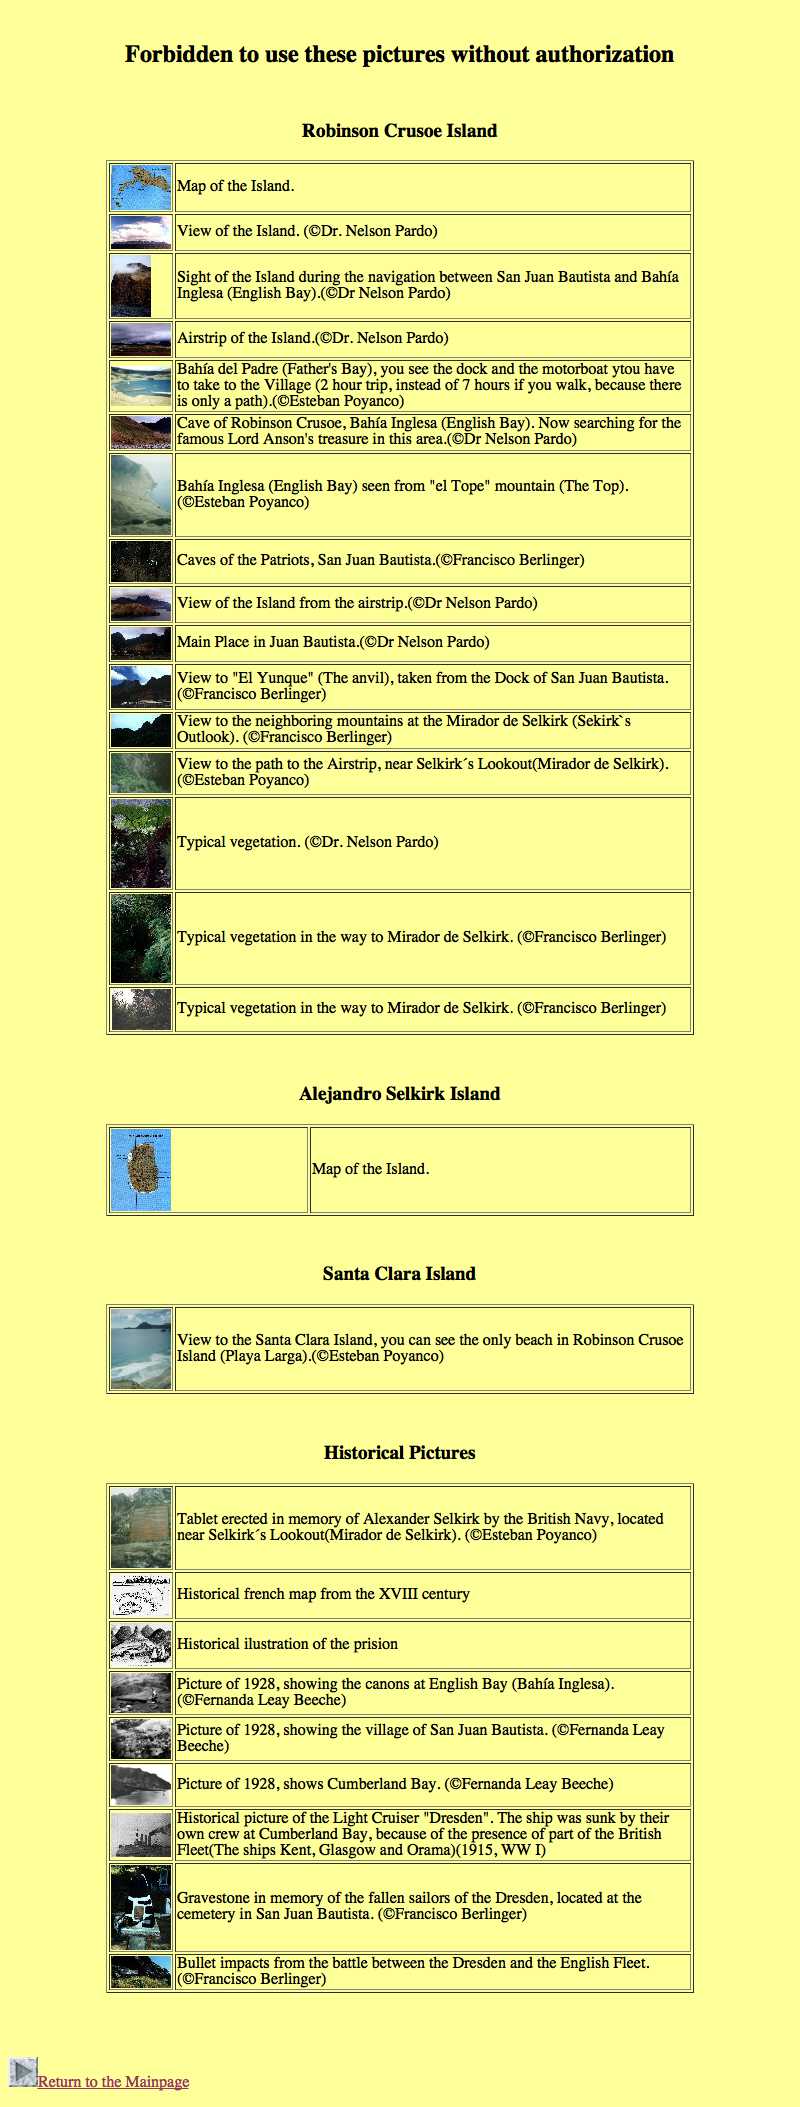 Forbidden to use these pictures without authorization
Robinson Crusoe Island
Map of the Island.
View of the Island. (©Dr. Nelson Pardo)
Sight of the Island during the navigation between San Juan Bautista and Bahía
Inglesa (English Bay).(©Dr Nelson Pardo)
Airstrip of the Island.(©Dr. Nelson Pardo)
Bahía del Padre (Father's Bay), you see the dock and the motorboat ytou have
to take to the Village (2 hour trip, instead of 7 hours if you walk, because there
is only a path).(©Esteban Poyanco)
Cave of Robinson Crusoe, Bahía Inglesa (English Bay). Now searching for the
famous Lord Anson's treasure in this area.(©Dr Nelson Pardo)
Bahía Inglesa (English Bay) seen from "el Tope" mountain (The Top).
(©Esteban Poyanco)
Caves of the Patriots, San Juan Bautista.(©Francisco Berlinger)
View of the Island from the airstrip.(©Dr Nelson Pardo)
Main Place in Juan Bautista.(©Dr Nelson Pardo)
View to "El Yunque" (The anvil), taken from the Dock of San Juan Bautista.
(©Francisco Berlinger)
View to the neighboring mountains at the Mirador de Selkirk (Sekirk`s
Outlook). (©Francisco Berlinger)
View to the path to the Airstrip, near Selkirk´s Lookout(Mirador de Selkirk).
(©Esteban Poyanco)
Typical vegetation. (©Dr. Nelson Pardo)
Typical vegetation in the way to Mirador de Selkirk. (©Francisco Berlinger)
Typical vegetation in the way to Mirador de Selkirk. (©Francisco Berlinger)
Alejandro Selkirk Island
Map of the Island.
Santa Clara Island
View to the Santa Clara Island, you can see the only beach in Robinson Crusoe
Island (Playa Larga).(©Esteban Poyanco)
Historical Pictures
Tablet erected in memory of Alexander Selkirk by the British Navy, located
near Selkirk´s Lookout(Mirador de Selkirk). (©Esteban Poyanco)
Historical french map from the XVIII century
Historical ilustration of the prision
Picture of 1928, showing the canons at English Bay (Bahía Inglesa).
(©Fernanda Leay Beeche)
Picture of 1928, showing the village of San Juan Bautista. (©Fernanda Leay
Beeche)
Picture of 1928, shows Cumberland Bay. (©Fernanda Leay Beeche)
Historical picture of the Light Cruiser "Dresden". The ship was sunk by their
own crew at Cumberland Bay, because of the presence of part of the British
Fleet(The ships Kent, Glasgow and Orama)(1915, WW I)
Gravestone in memory of the fallen sailors of the Dresden, located at the
cemetery in San Juan Bautista. (©Francisco Berlinger)
Bullet impacts from the battle between the Dresden and the English Fleet.
(©Francisco Berlinger)
Return to the Mainpage